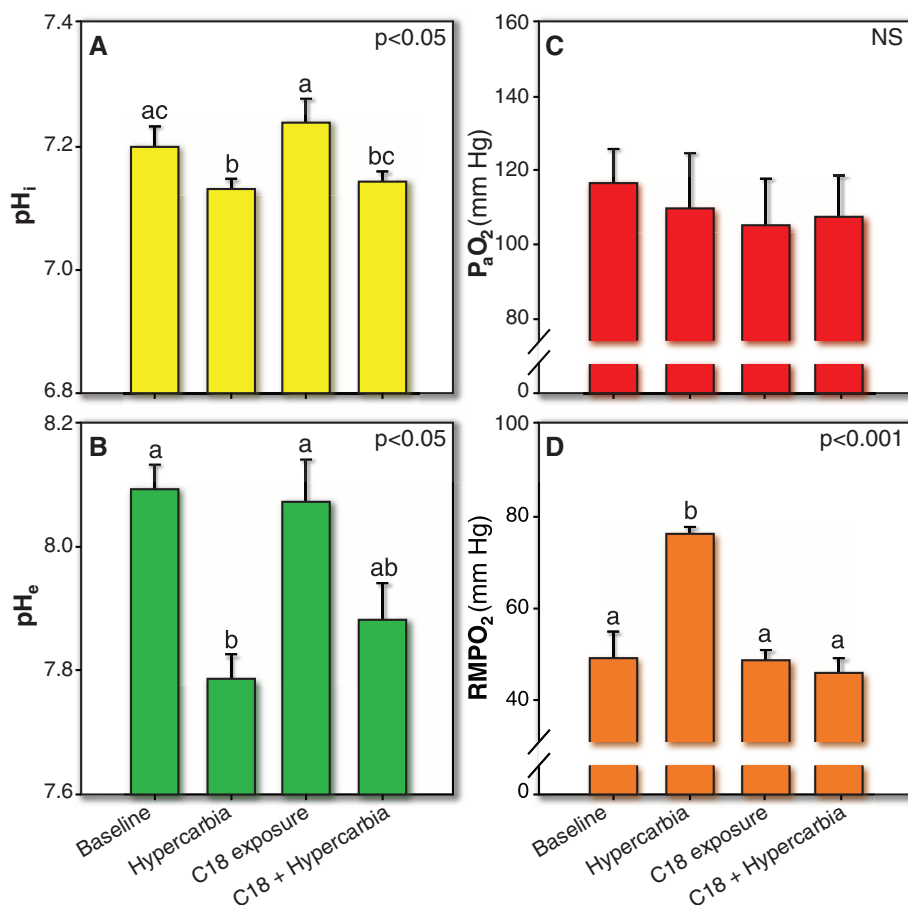 A
p<0.05
7.4
7.2
7.0
6.8
pHi
ac
b
a
bc
C
NS
160
140
120
100
80
0
PaO2 (mm Hg)
B
p<0.05
8.2
8.0
7.8
7.6
pHe
a
b
a
ab
Baseline
Hypercarbia
C18 exposure
C18 + Hypercarbia
D
p<0.001
100
80
60
40
0
RMPO2 (mm Hg)
a
b
a
a
Baseline
Hypercarbia
C18 exposure
C18 + Hypercarbia